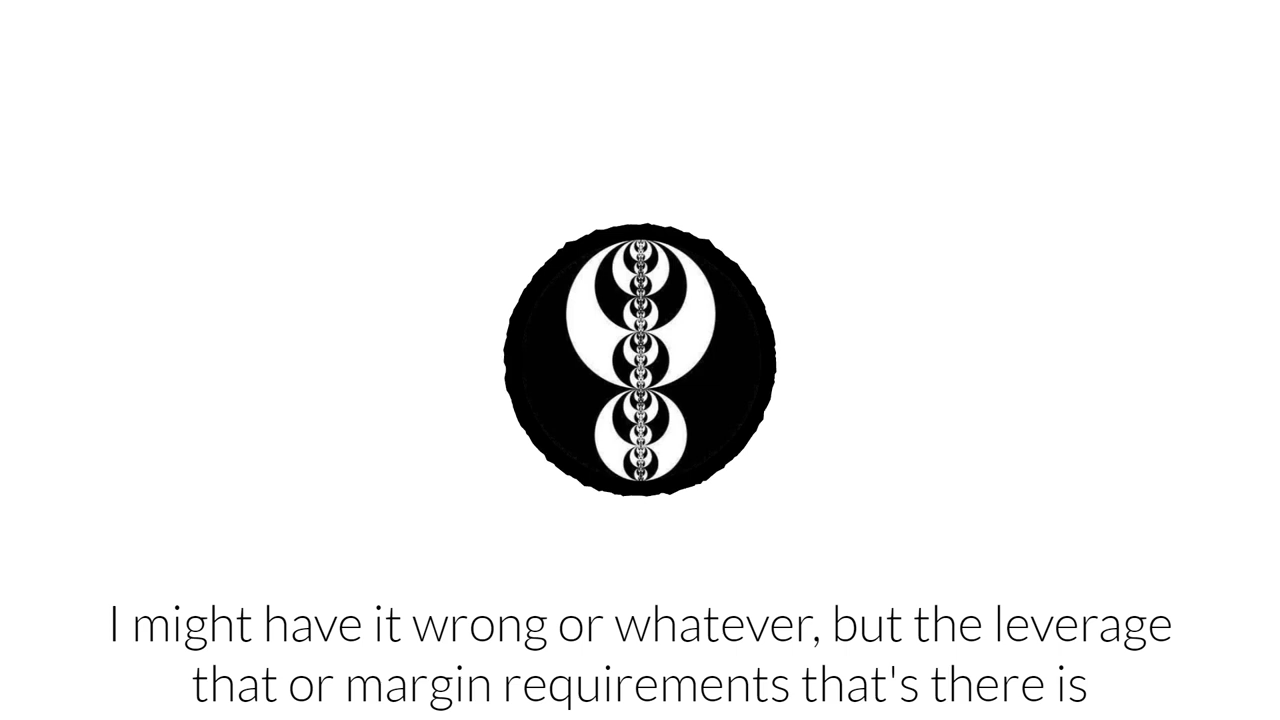 I might have it wrong or whatever, but the leverage
that or margin requirements that's there is